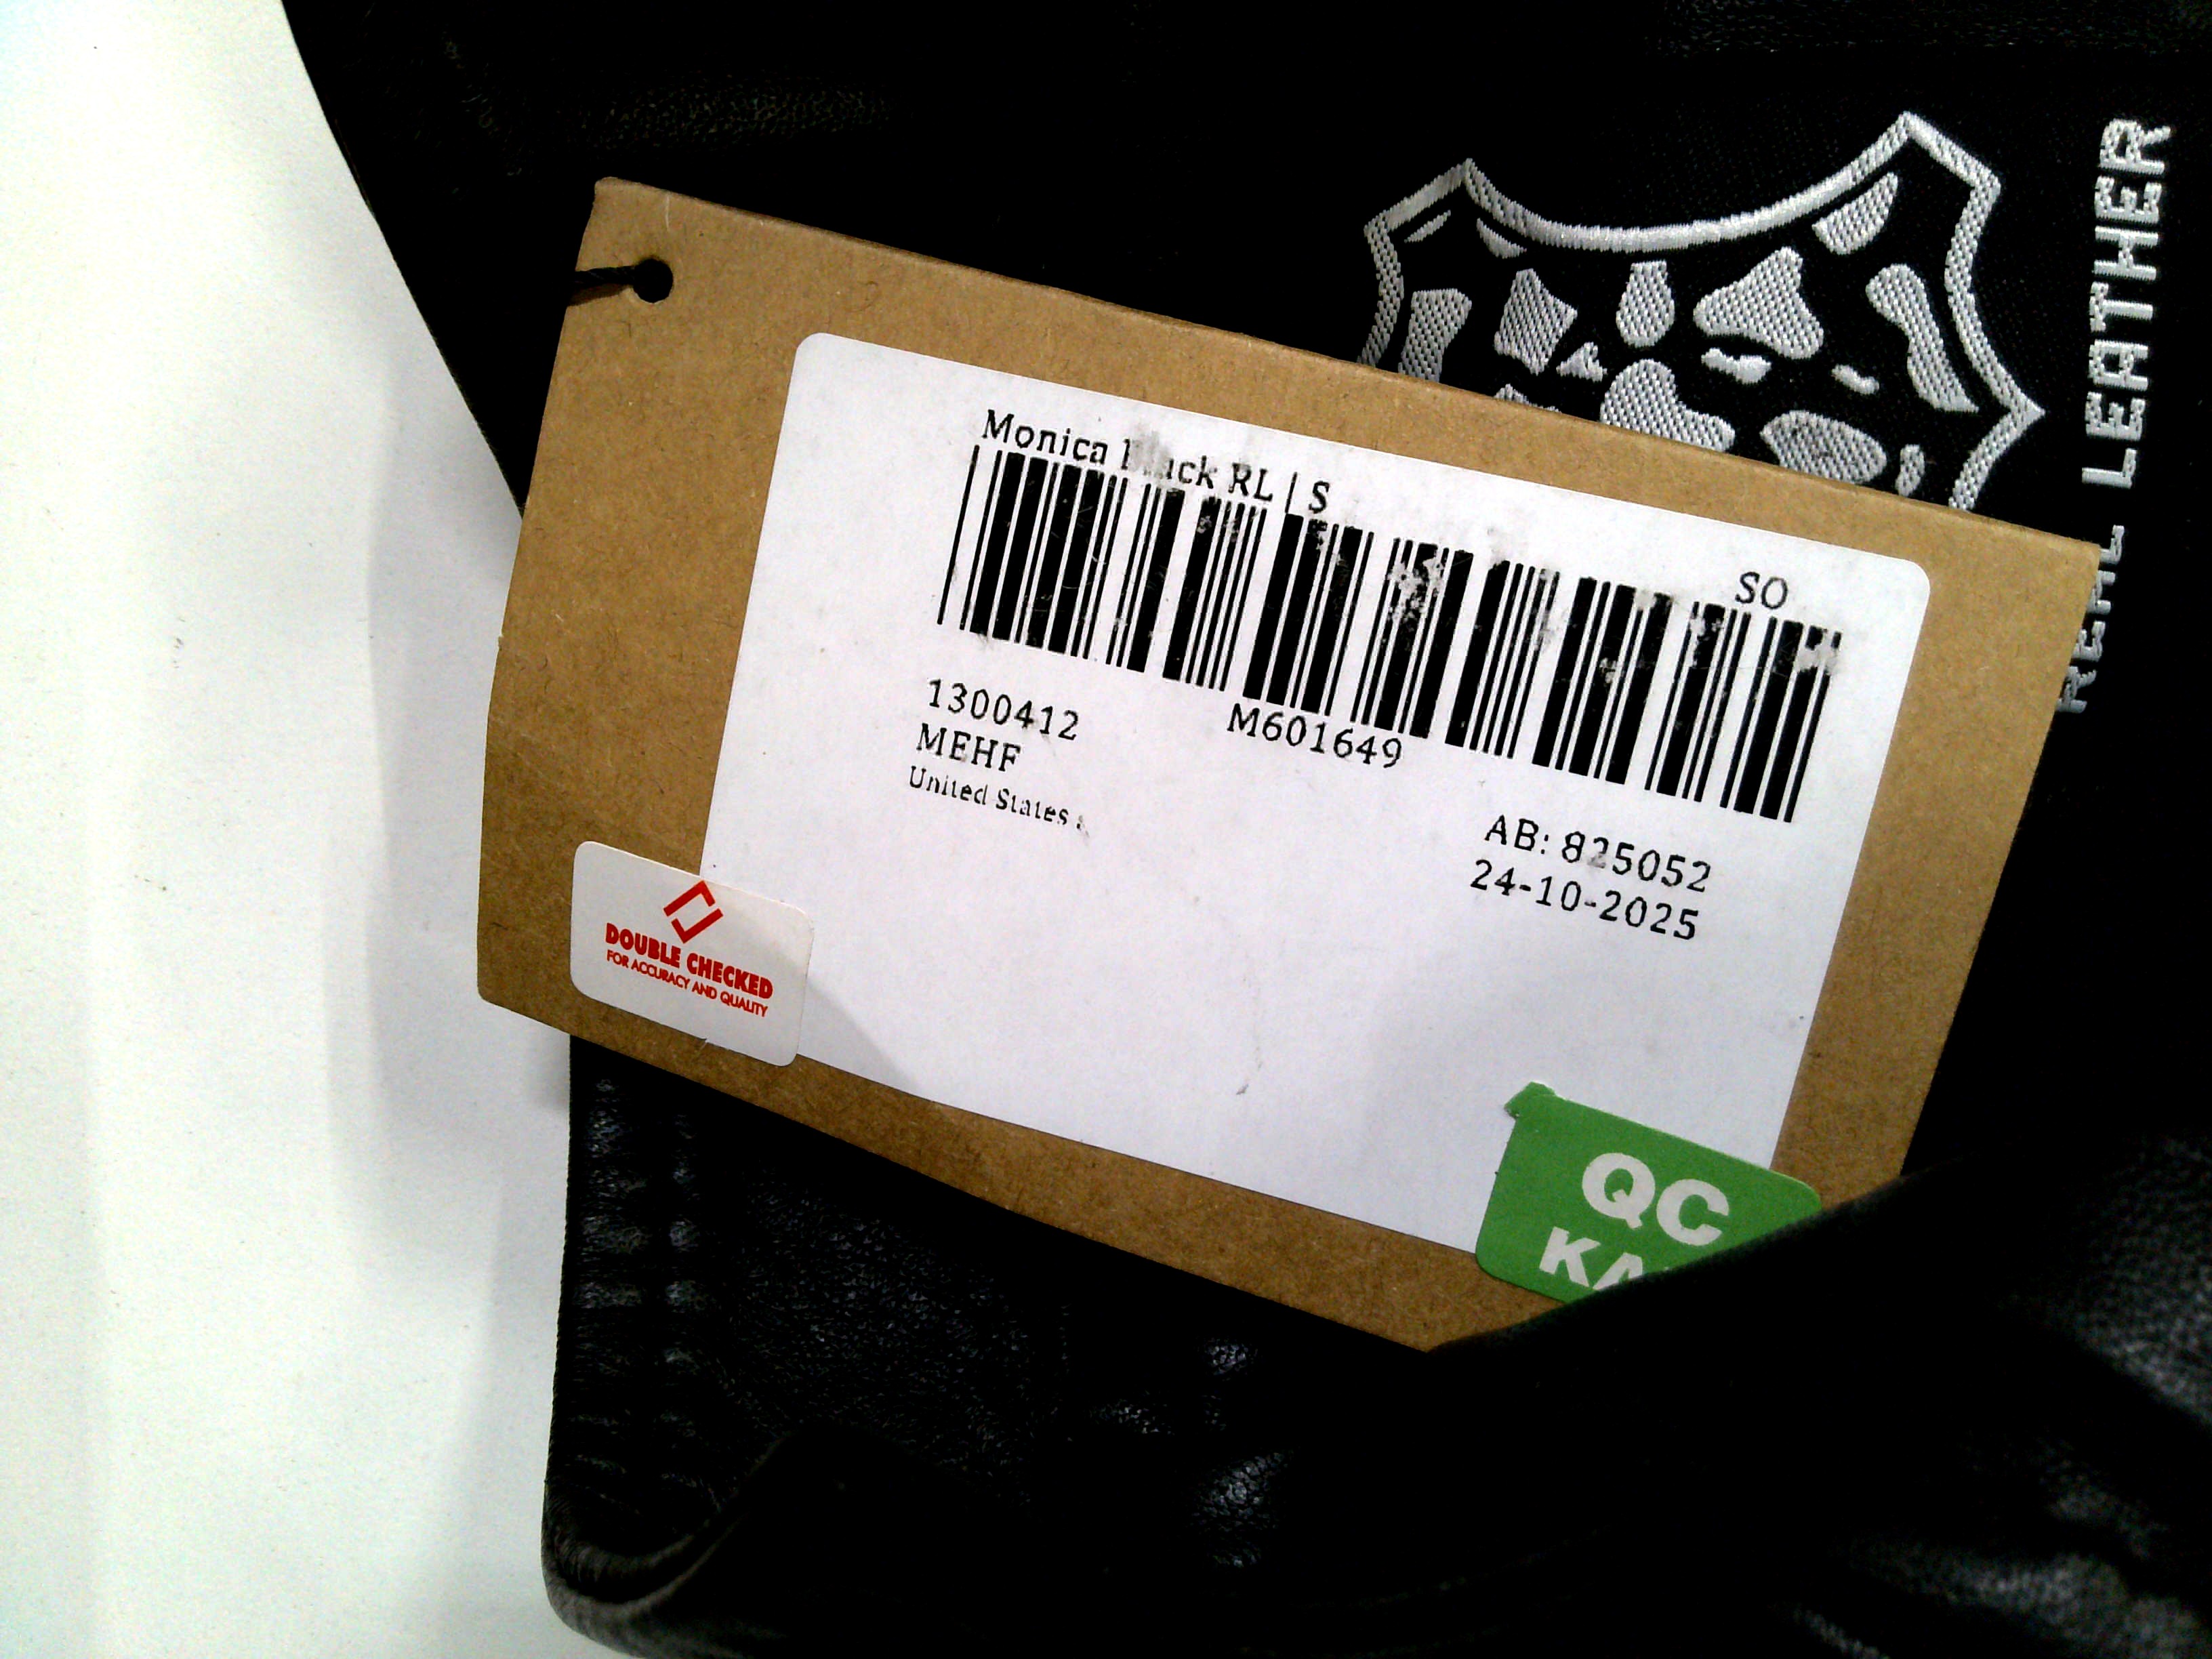 Monica Black RL | S
SO
1300412
M601649
MEHF
United States
AB: 825052
24-10-2025
DOUBLE CHECKED
FOR ACCURACY AND QUALITY
QC
REAL LEATHER